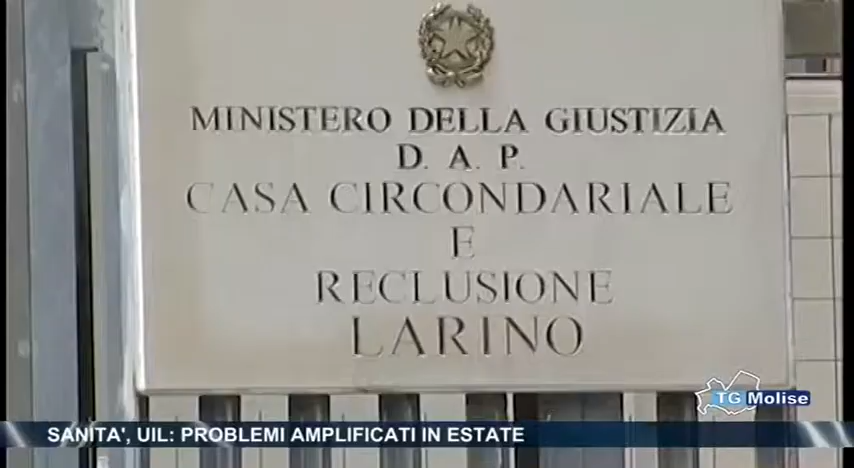 MINISTERO DELLA GIUSTIZIA
D. A. P.
CASA CIRCONDARIALE
E
RECLUSIONE
LARINO
TG Molise
SANITA', UIL: PROBLEMI AMPLIFICATI IN ESTATE